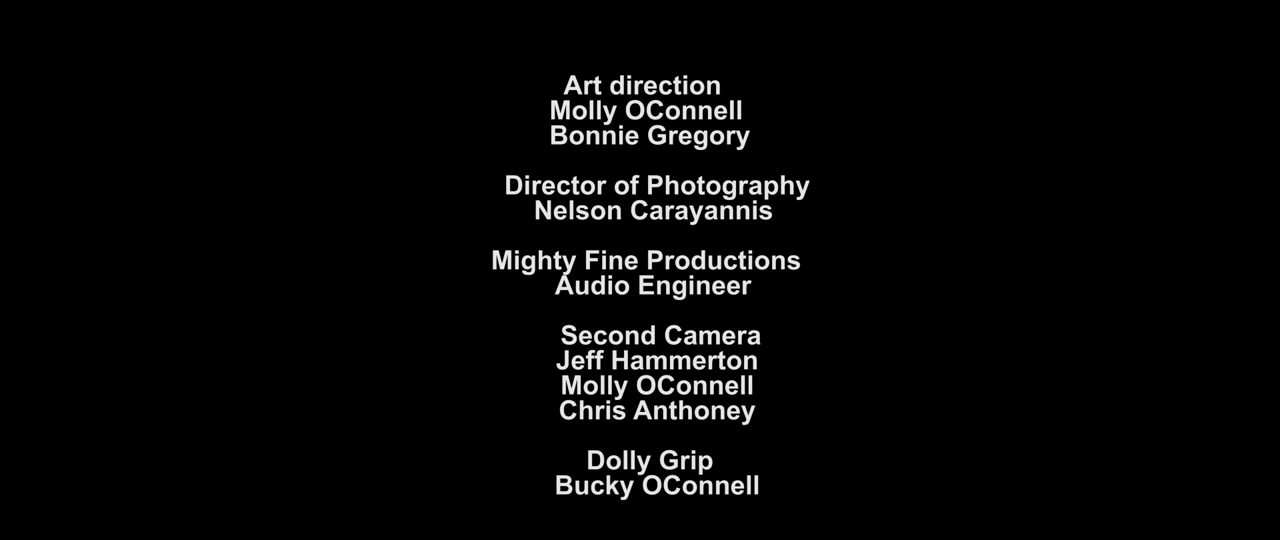 Art direction
Molly OConnell
Bonnie Gregory
Director of Photography
Nelson Carayannis
Mighty Fine Productions
Audio Engineer
Second Camera
Jeff Hammerton
Molly OConnell
Chris Anthoney
Dolly Grip
Bucky OConnell